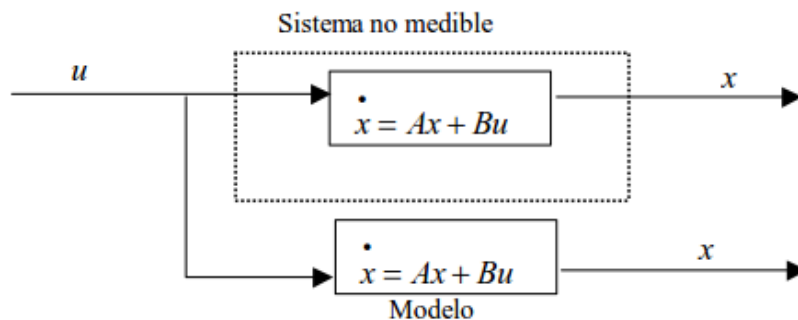 Sistema no medible
u
ẋ = Ax + Bu
x
ẋ = Ax + Bu
x
Modelo